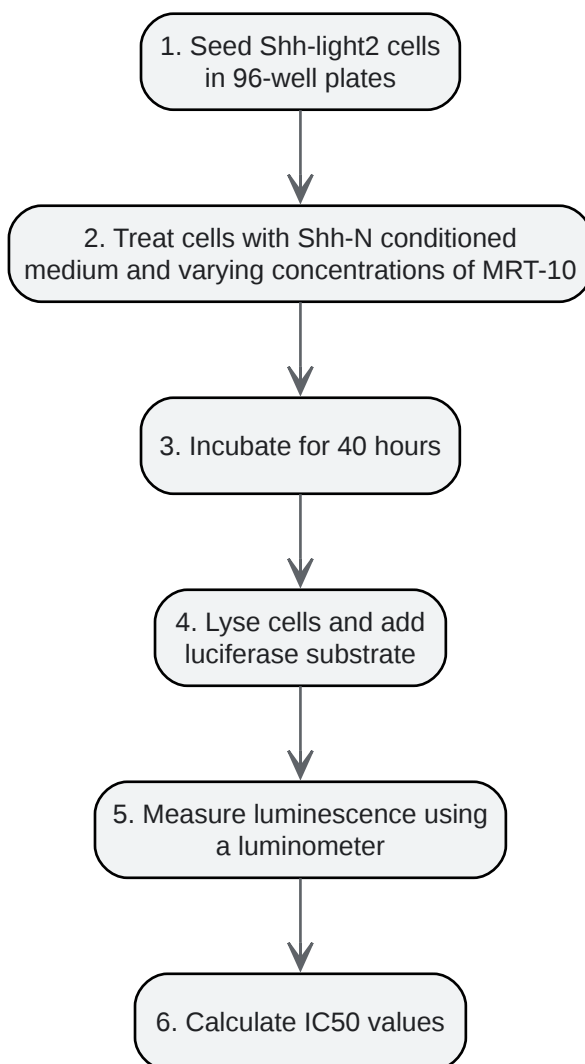 1. Seed Shh-light2 cells
in 96-well plates
2. Treat cells with Shh-N conditioned
medium and varying concentrations of MRT-10
3. Incubate for 40 hours
4. Lyse cells and add
luciferase substrate
5. Measure luminescence using
a luminometer
6. Calculate IC50 values